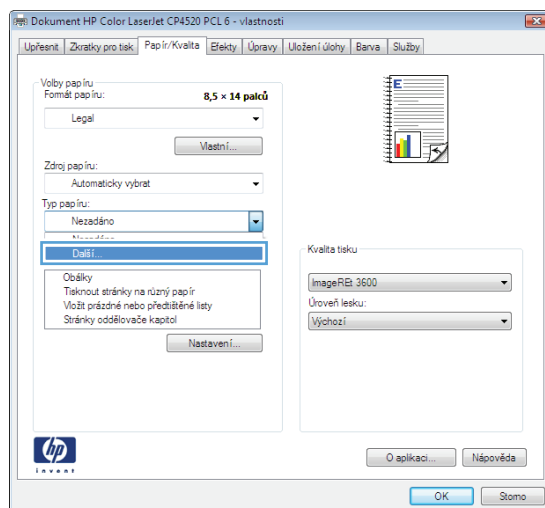 Dokument HP Color LaserJet CP4520 PCL 6 - vlastnosti
Upřesnit Zkratky pro tisk Papír/Kvalita Efekty Úpravy Uložení úlohy Barva Služby
Volby papíru
Formát papíru: 8,5 × 14 palců
Legal
Vlastní...
Zdroj papíru:
Automaticky vybrat
Typ papíru:
Nezadáno
Další...
Obálky
Tisknout stránky na různý papír
Vložit prázdné nebo předtištěné listy
Stránky oddělovače kapitol
Nastavení...
E
Kvalita tisku
ImageREt 3600
Úroveň lesku:
Výchozí
hp
invent
O aplikaci... Nápověda
OK Storno